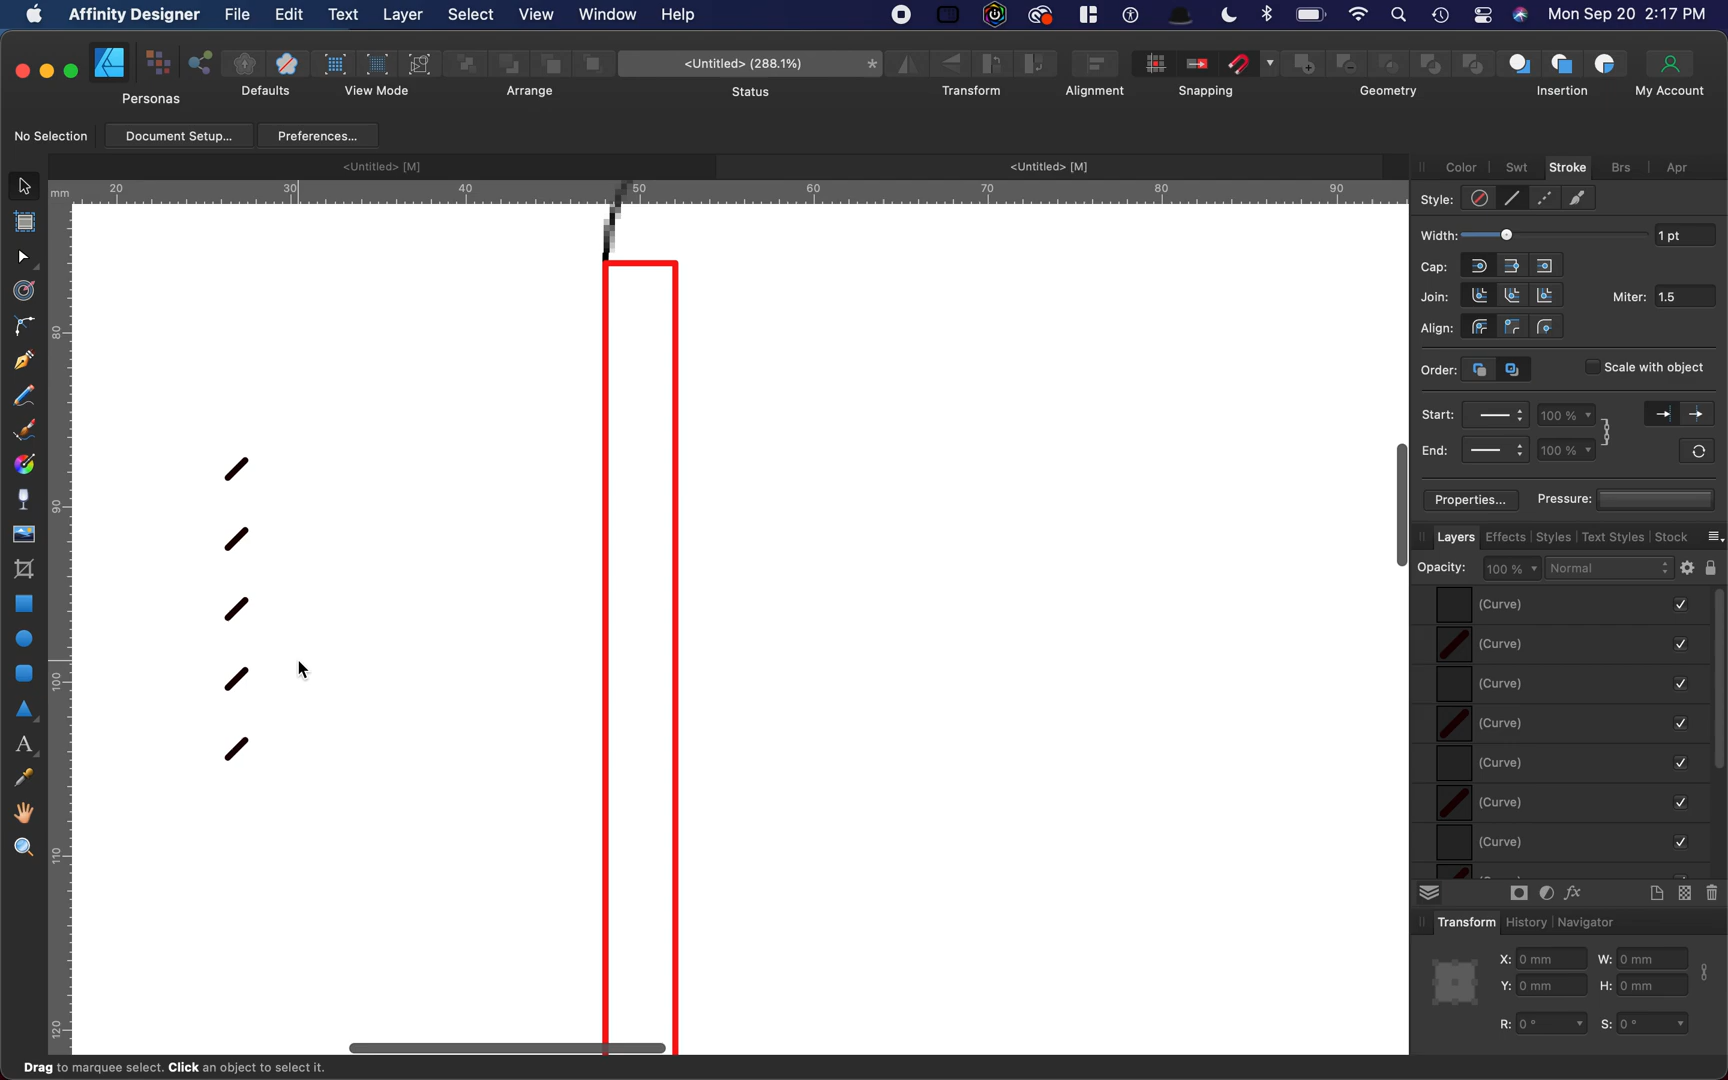 Affinity Designer File Edit Text Layer Select View Window Help Mon Sep 20 2:17 PM
<Untitled> (288.1%) *
Personas Defaults View Mode Arrange Status Transform Alignment Snapping Geometry Insertion My Account
No Selection Document Setup... Preferences...
<Untitled> [M] <Untitled> [M] Color Swt Stroke Brs Apr
mm 20 30 40 50 60 70 80 90
Style:
Width: 1 pt
Cap:
Join: Miter: 1.5
Align:
80
Order: Scale with object
Start: 100 %
End: 100 %
Properties... Pressure:
90
Layers Effects Styles Text Styles Stock
Opacity: 100 % Normal
(Curve)
(Curve)
(Curve)
100
(Curve)
(Curve)
(Curve)
(Curve)
110
Transform History Navigator
X: 0 mm W: 0 mm
Y: 0 mm H: 0 mm
R: 0 ° S: 0 °
120
Drag to marquee select. Click an object to select it.